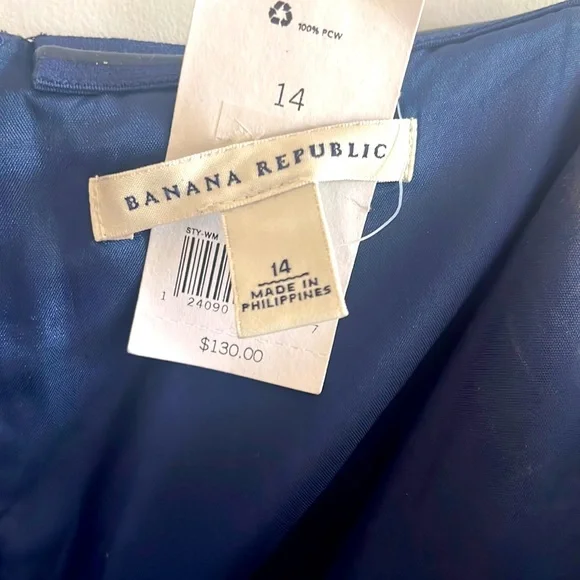 100% PCW
14
BANANA REPUBLIC
STY-WM
14
MADE IN
PHILIPPINES
1 24090 7
$130.00